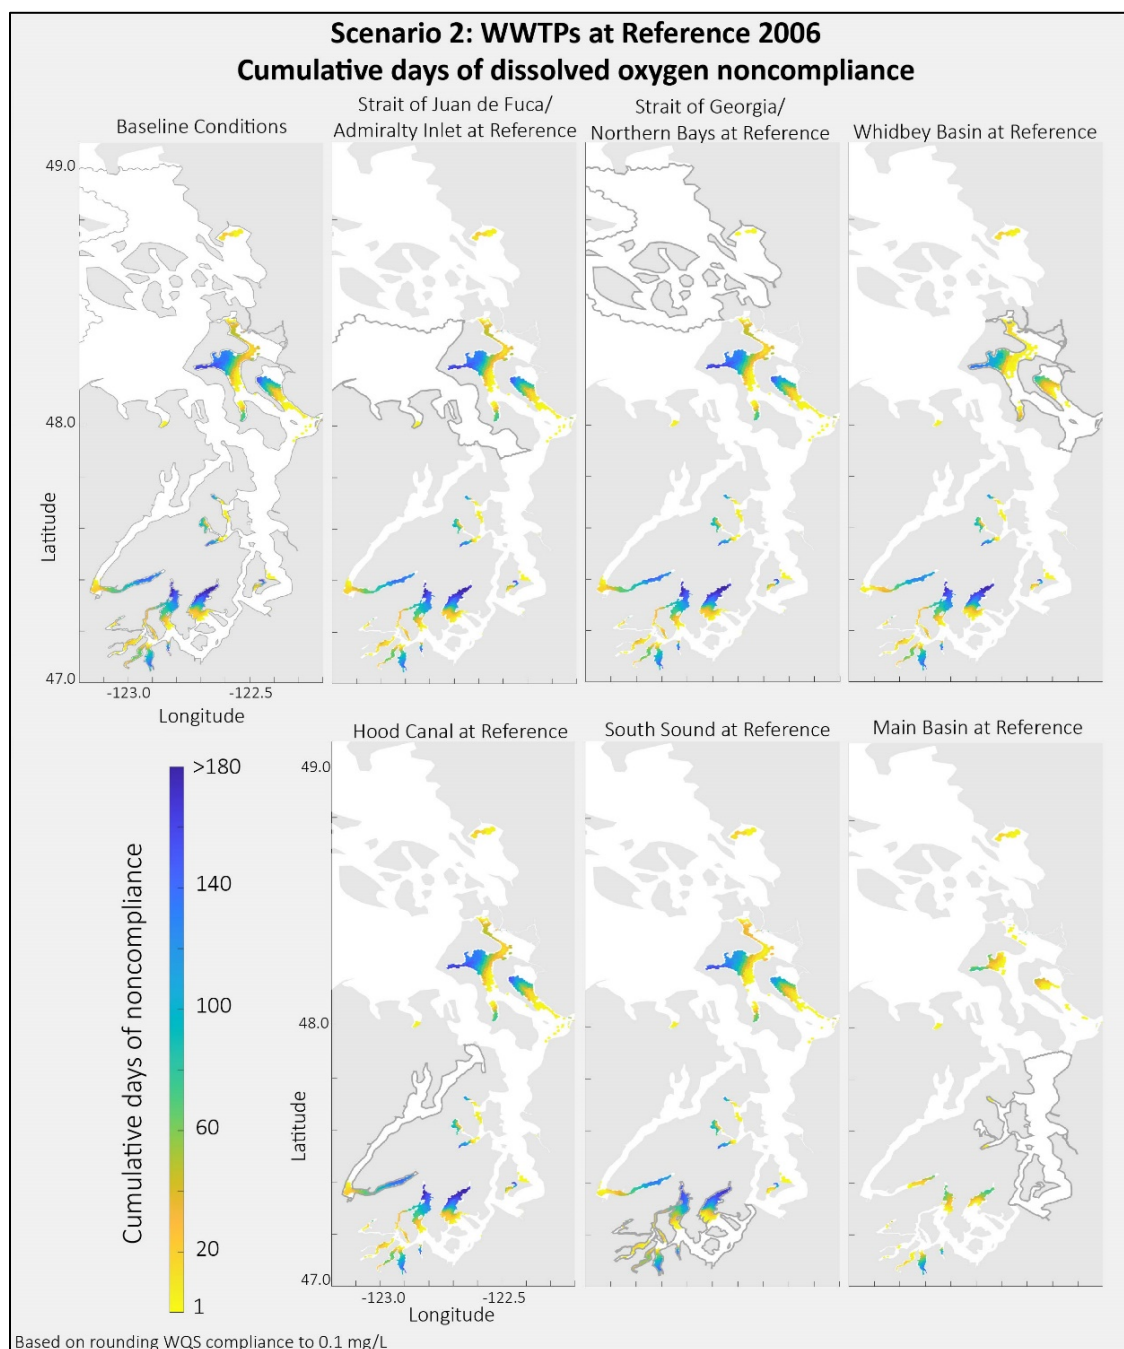 Scenario 2: WWTPs at Reference 2006
Cumulative days of dissolved oxygen noncompliance
Baseline Conditions
Strait of Juan de Fuca/
Admiralty Inlet at Reference
Strait of Georgia/
Northern Bays at Reference
Whidbey Basin at Reference
49.0
48.0
47.0
Latitude
-123.0 -122.5
Longitude
Hood Canal at Reference
South Sound at Reference
Main Basin at Reference
49.0
48.0
47.0
Latitude
-123.0 -122.5
Longitude
Cumulative days of noncompliance
>180
140
100
60
20
1
Based on rounding WQS compliance to 0.1 mg/L